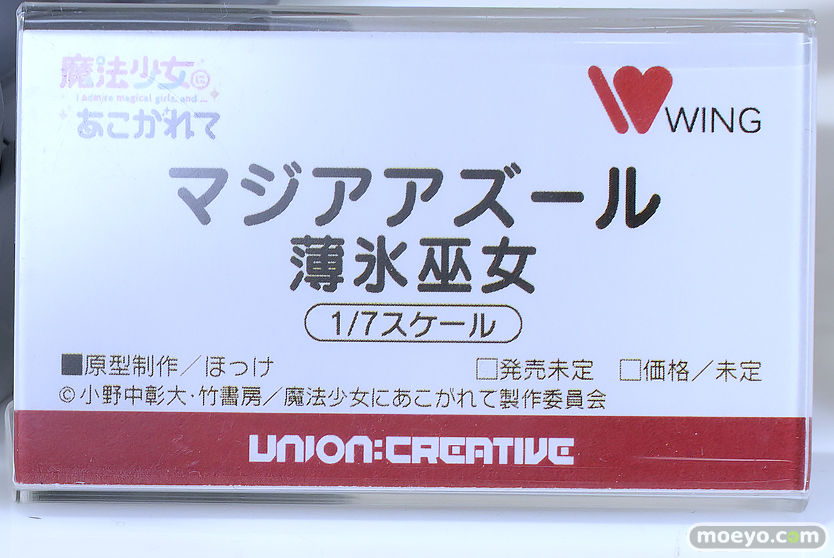 魔法少女に
I admire magical girls, and ...
あこがれて
WING
マジアアズール
薄氷巫女
1/7スケール
■原型制作／ほっけ □発売未定 □価格／未定
©小野中彰大・竹書房／魔法少女にあこがれて製作委員会
UNION:CREATIVE
moeyo.com